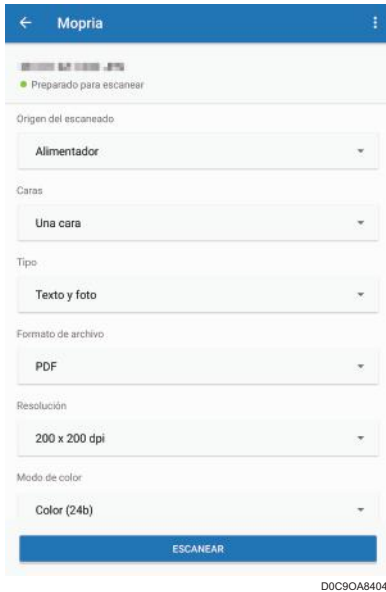 Mopria
Preparado para escanear
Origen del escaneado
Alimentador
Caras
Una cara
Tipo
Texto y foto
Formato de archivo
PDF
Resolución
200 x 200 dpi
Modo de color
Color (24b)
ESCANEAR
D0C9OA8404